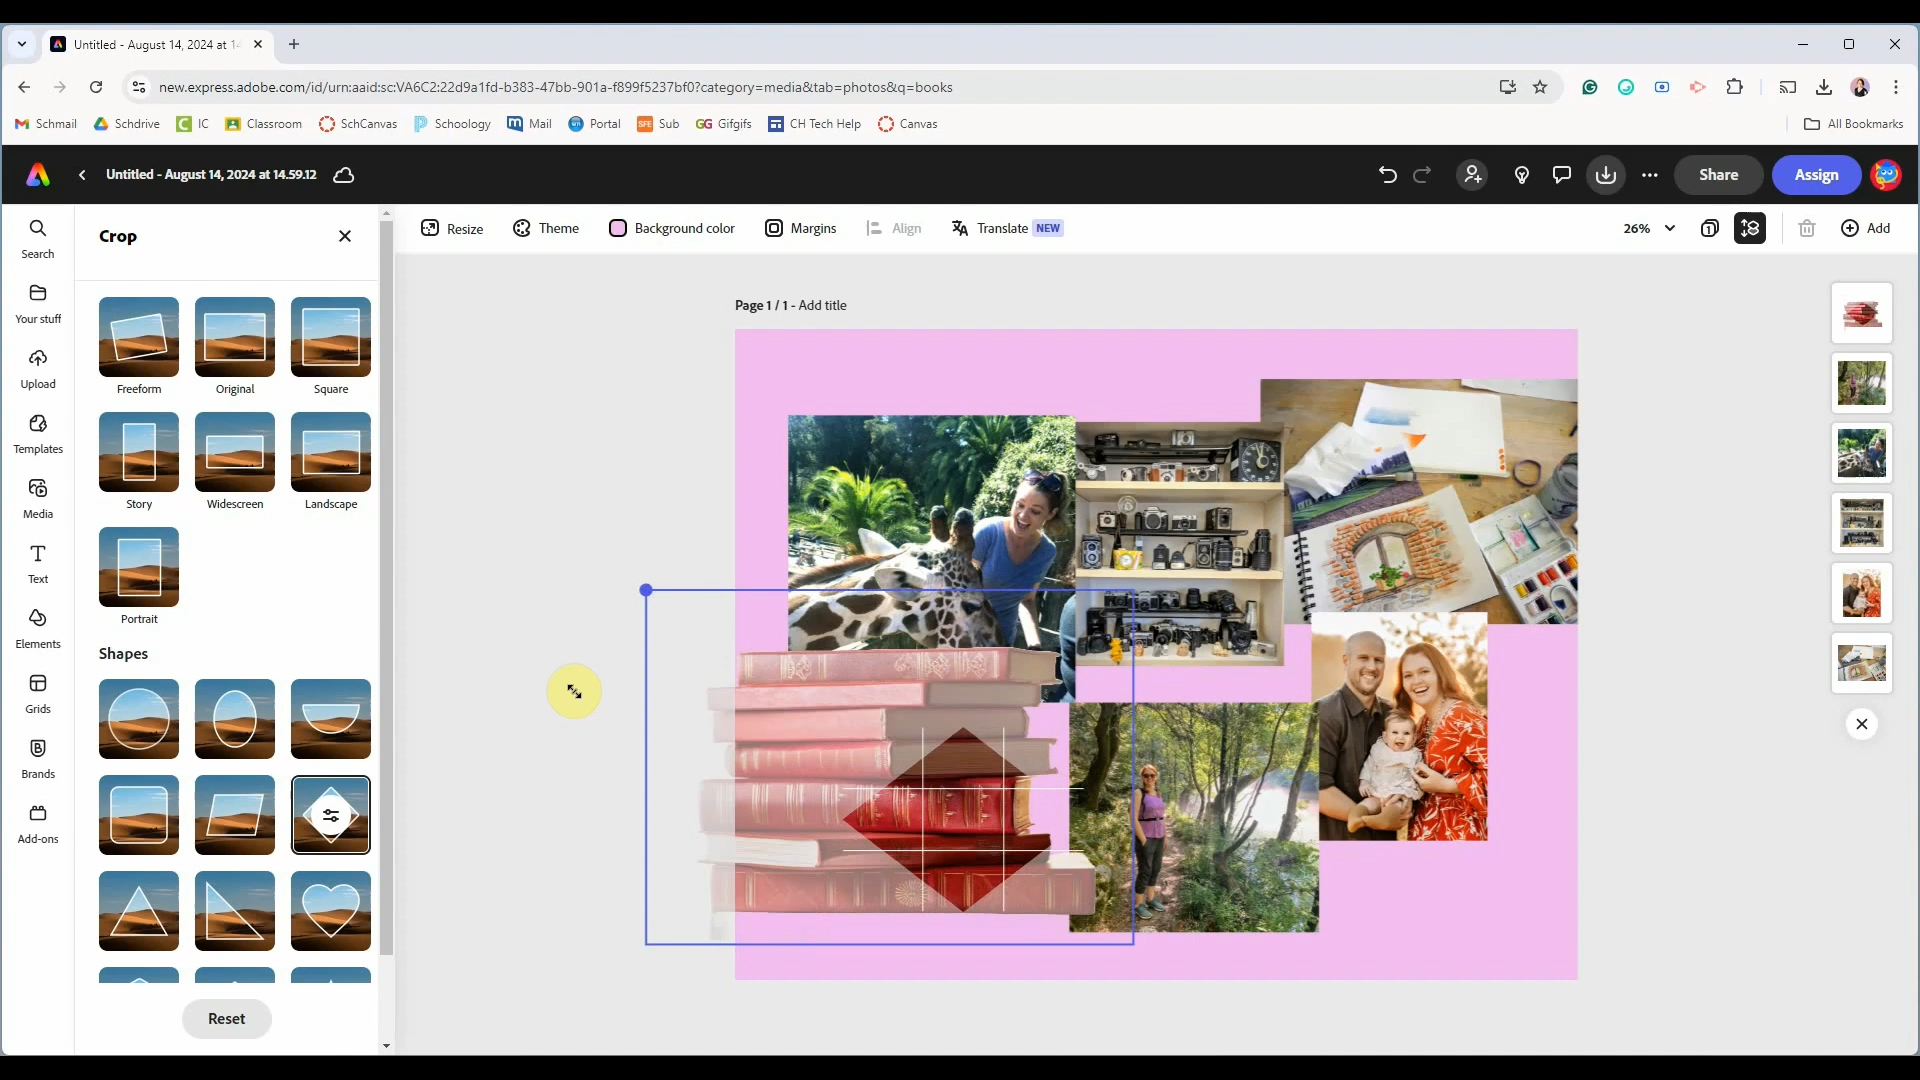 Untitled - August 14, 2024 at 14
new.express.adobe.com/id/urn:aaid:sc:VA6C2:22d9a1fd-b383-47bb-901a-f899f5237bf0?category=media&tab=photos&q=books
Schmail Schdrive IC Classroom SchCanvas Schoology Mail Portal Sub Gifgifs CH Tech Help Canvas All Bookmarks
Untitled - August 14, 2024 at 14.59.12 Share Assign
Crop
Resize Theme Background color Margins Align Translate NEW 26% Add
Search
Your stuff
Upload
Templates
Media
Text
Elements
Grids
Brands
Add-ons
Freeform Original Square
Story Widescreen Landscape
Portrait
Shapes
Reset
Page 1 / 1 - Add title